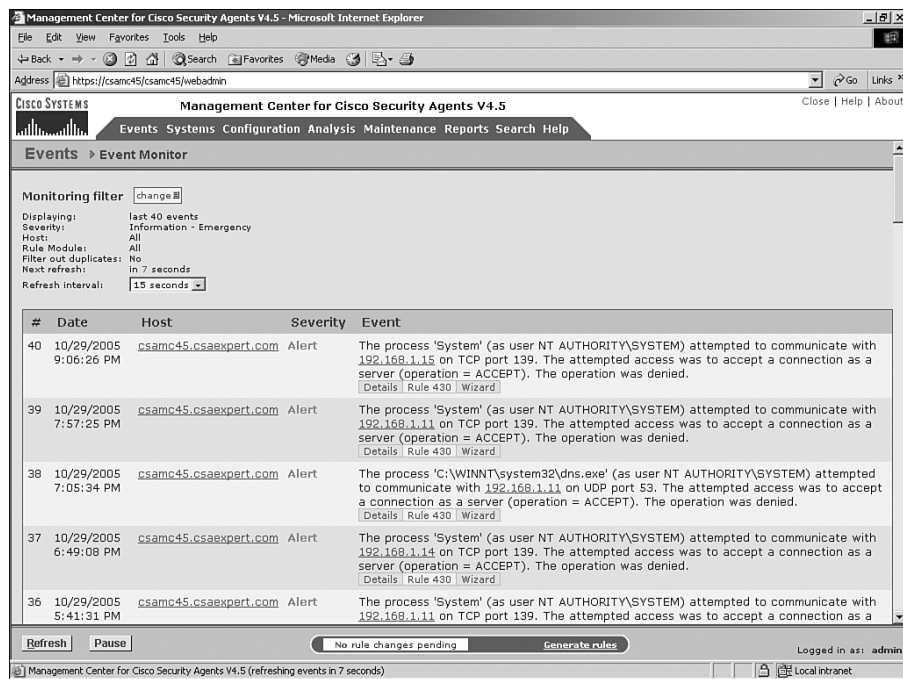 Management Center for Cisco Security Agents V4.5 - Microsoft Internet Explorer
File Edit View Favorites Tools Help
Back Search Favorites Media
Address https://csamc45/csamc45/webadmin Go Links »
Cisco Systems Management Center for Cisco Security Agents V4.5 Close | Help | About
Events Systems Configuration Analysis Maintenance Reports Search Help
Events > Event Monitor
Monitoring filter change
Displaying: last 40 events
Severity: Information - Emergency
Host: All
Rule Module: All
Filter out duplicates: No
Next refresh: in 7 seconds
Refresh interval: 15 seconds
# Date Host Severity Event
40 10/29/2005 csamc45.csaexpert.com Alert The process 'System' (as user NT AUTHORITY\SYSTEM) attempted to communicate with
9:06:26 PM 192.168.1.15 on TCP port 139. The attempted access was to accept a connection as a
server (operation = ACCEPT). The operation was denied.
Details Rule 430 Wizard
39 10/29/2005 csamc45.csaexpert.com Alert The process 'System' (as user NT AUTHORITY\SYSTEM) attempted to communicate with
7:57:25 PM 192.168.1.11 on TCP port 139. The attempted access was to accept a connection as a
server (operation = ACCEPT). The operation was denied.
Details Rule 430 Wizard
38 10/29/2005 csamc45.csaexpert.com Alert The process 'C:\WINNT\system32\dns.exe' (as user NT AUTHORITY\SYSTEM) attempted
7:05:34 PM to communicate with 192.168.1.11 on UDP port 53. The attempted access was to accept
a connection as a server (operation = ACCEPT). The operation was denied.
Details Rule 430 Wizard
37 10/29/2005 csamc45.csaexpert.com Alert The process 'System' (as user NT AUTHORITY\SYSTEM) attempted to communicate with
6:49:08 PM 192.168.1.14 on TCP port 139. The attempted access was to accept a connection as a
server (operation = ACCEPT). The operation was denied.
Details Rule 430 Wizard
36 10/29/2005 csamc45.csaexpert.com Alert The process 'System' (as user NT AUTHORITY\SYSTEM) attempted to communicate with
5:41:31 PM 192.168.1.11 on TCP port 139. The attempted access was to accept a connection as a
Refresh Pause No rule changes pending Generate rules Logged in as: admin
Management Center for Cisco Security Agents V4.5 (refreshing events in 7 seconds) Local intranet